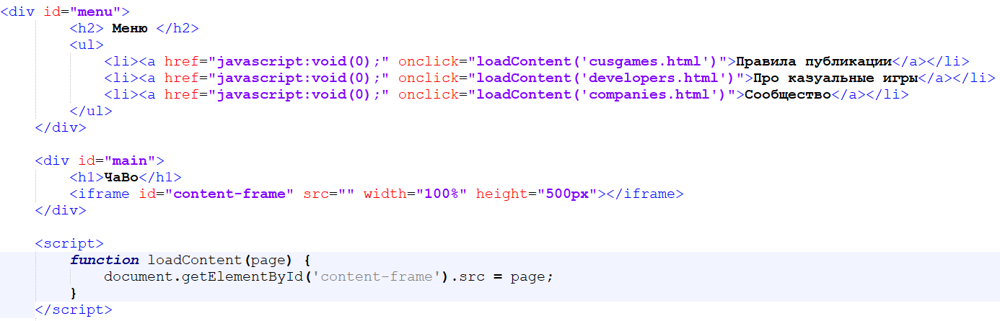 <div id="menu">
<h2> Меню </h2>
<ul>
<li><a href="javascript:void(0);" onclick="loadContent('cusgames.html')">Правила публикации</a></li>
<li><a href="javascript:void(0);" onclick="loadContent('developers.html')">Про казуальные игры</a></li>
<li><a href="javascript:void(0);" onclick="loadContent('companies.html')">Сообщество</a></li>
</ul>
</div>
<div id="main">
<h1>ЧаВо</h1>
<iframe id="content-frame" src="" width="100%" height="500px"></iframe>
</div>
<script>
function loadContent(page) {
document.getElementById('content-frame').src = page;
}
</script>